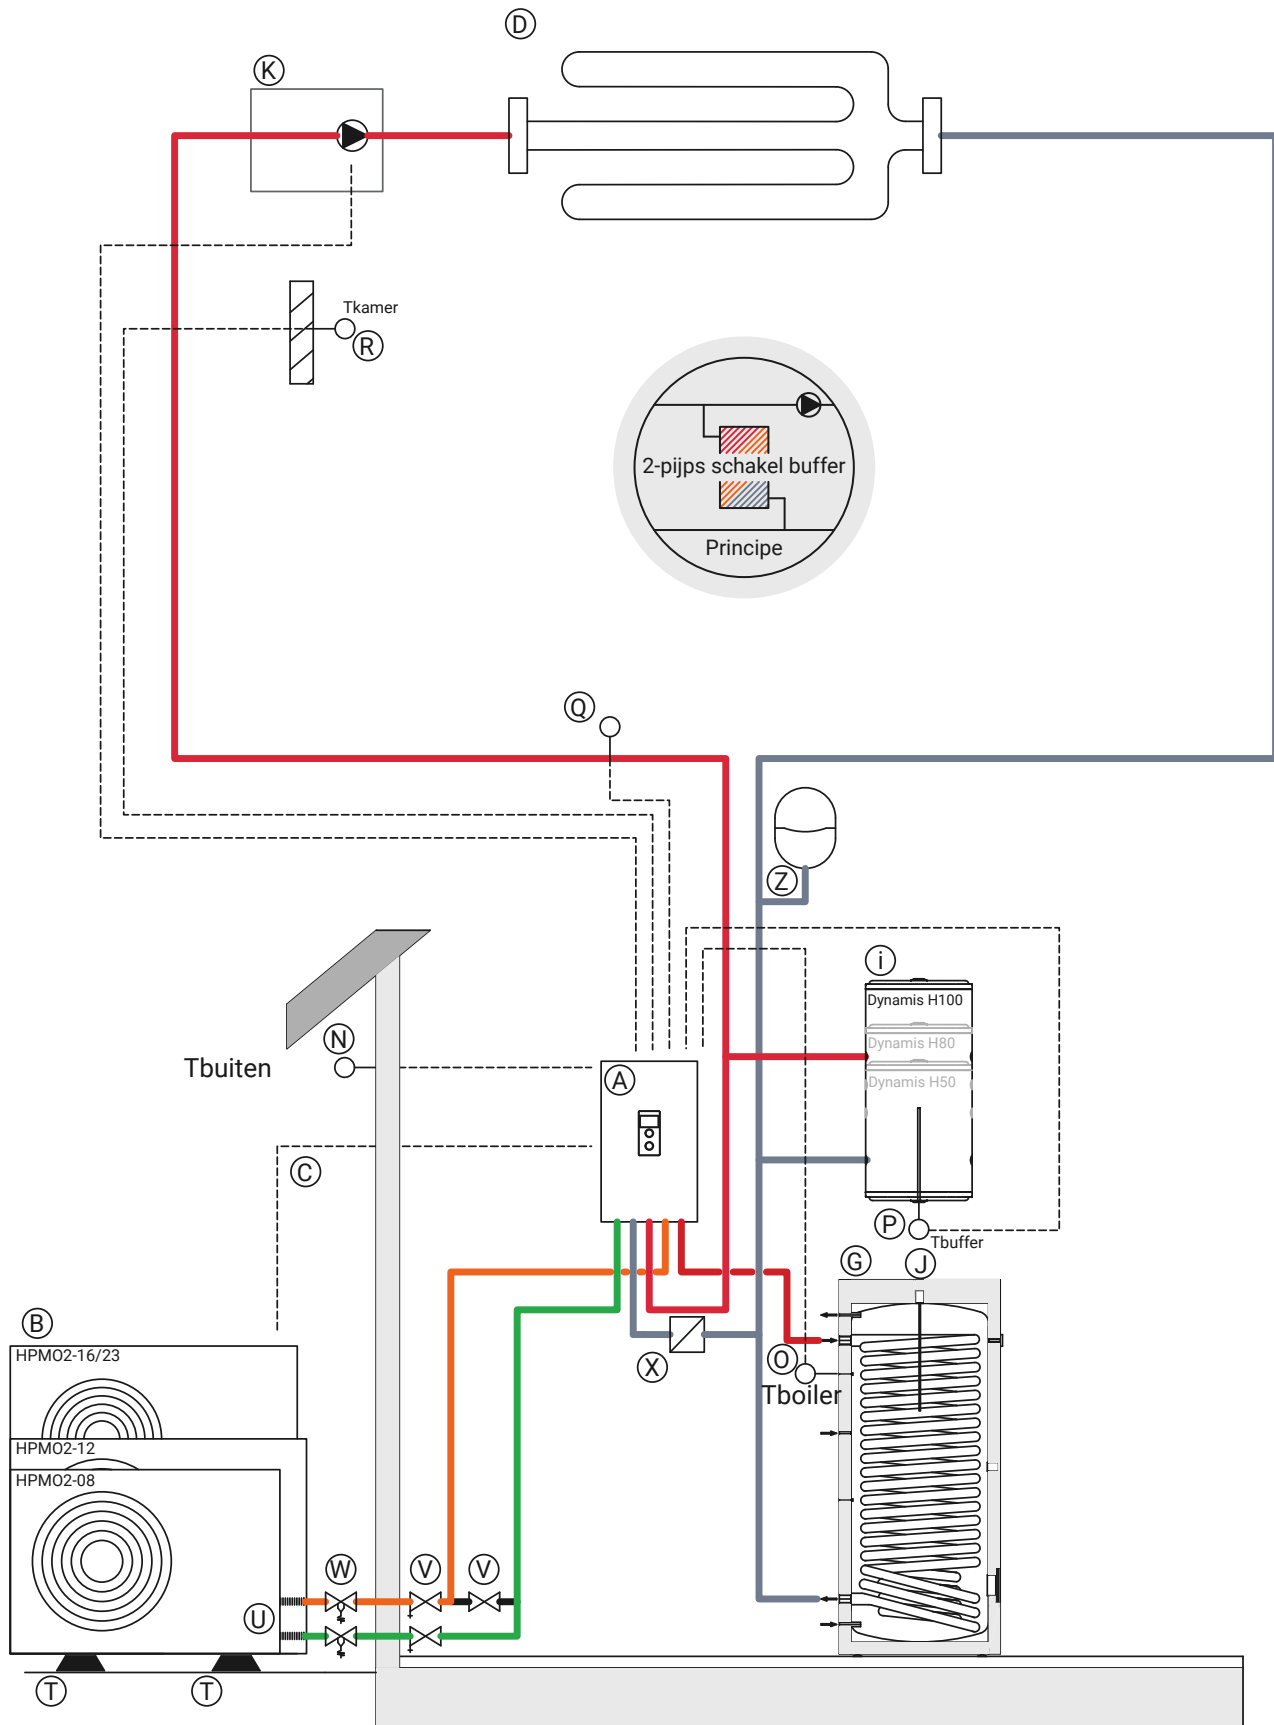 D
K
Tkamer
R
2-pijps schakel buffer
Principe
Q
Z
i
Dynamis H100
N
Dynamis H80
Tbuiten
A
Dynamis H50
C
P
Tbuffer
G
J
B
HPMO2-16/23
X
O
Tboiler
HPMO2-12
HPMO2-08
W
V
V
U
T
T